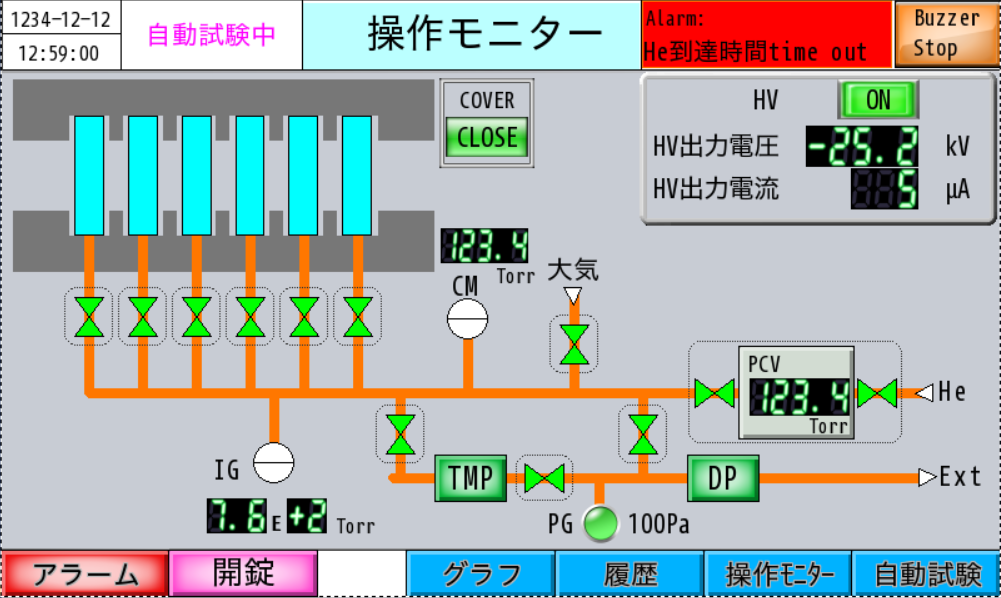 1234-12-12
12:59:00
自動試験中
操作モニター
Alarm:
He到達時間time out
Buzzer
Stop
COVER
CLOSE
HV
ON
HV出力電圧
-25.2
kV
HV出力電流
5
μA
123.4
Torr
CM
大気
PCV
123.4
Torr
He
IG
7.6 E +2 Torr
TMP
DP
Ext
PG
100Pa
アラーム
開錠
グラフ
履歴
操作ﾓﾆﾀｰ
自動試験